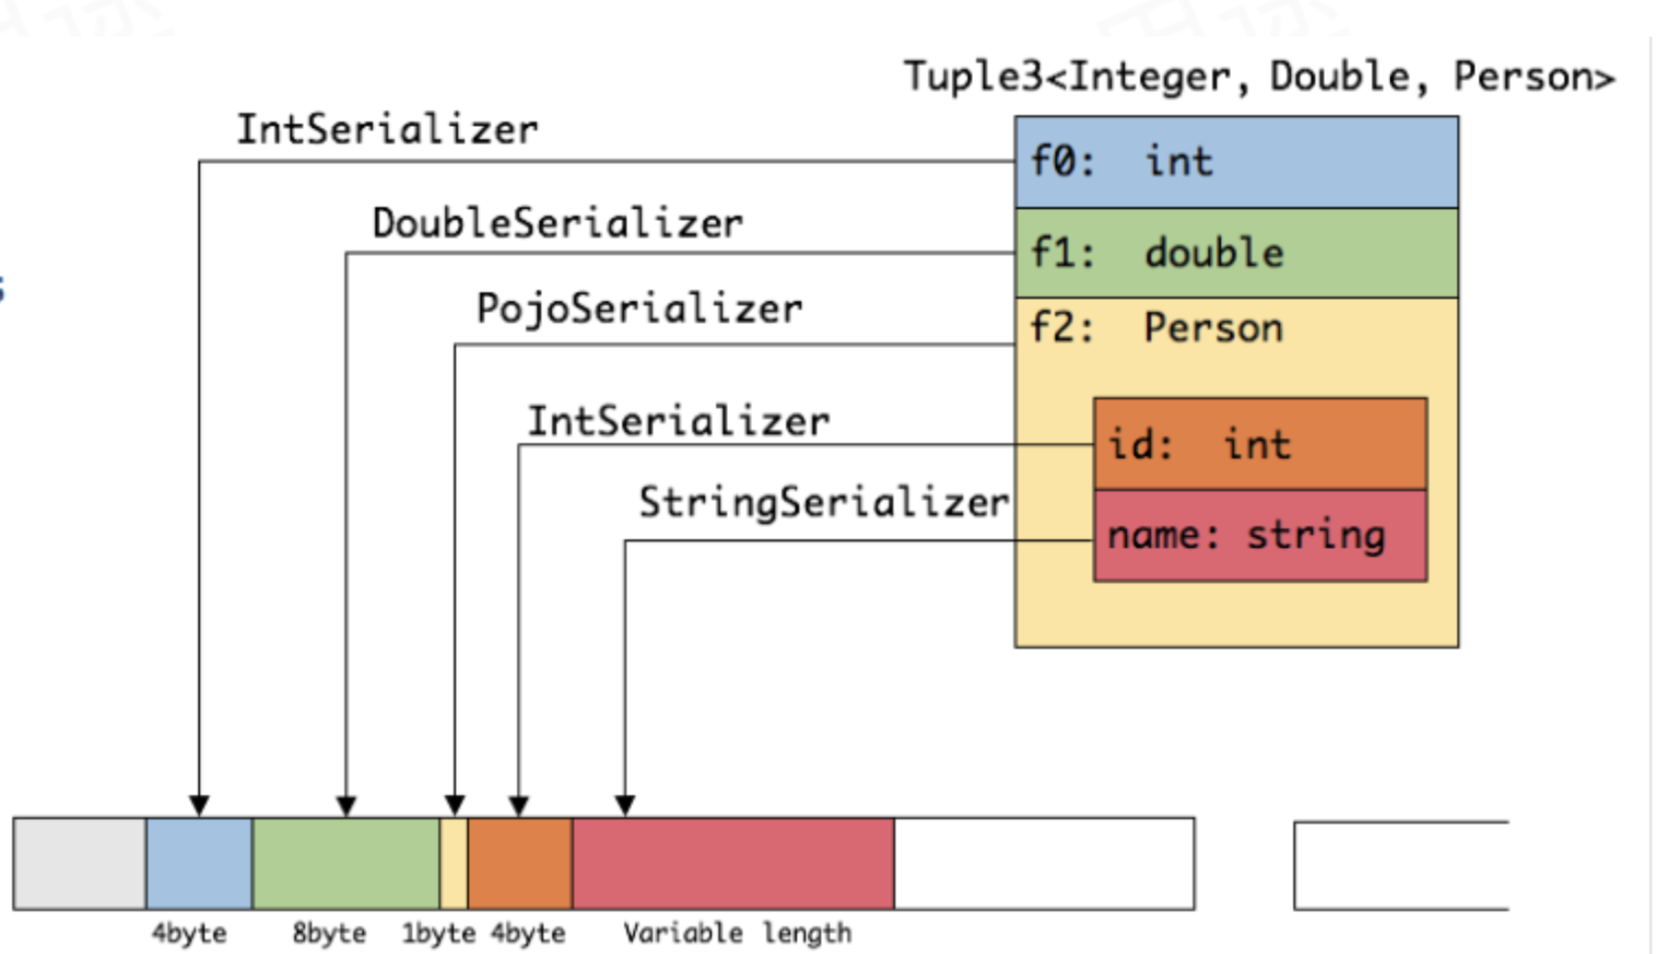 Tuple3<Integer, Double, Person>
IntSerializer
f0: int
DoubleSerializer
f1: double
PojoSerializer
f2: Person
IntSerializer
id: int
StringSerializer
name: string
4byte 8byte 1byte 4byte Variable length